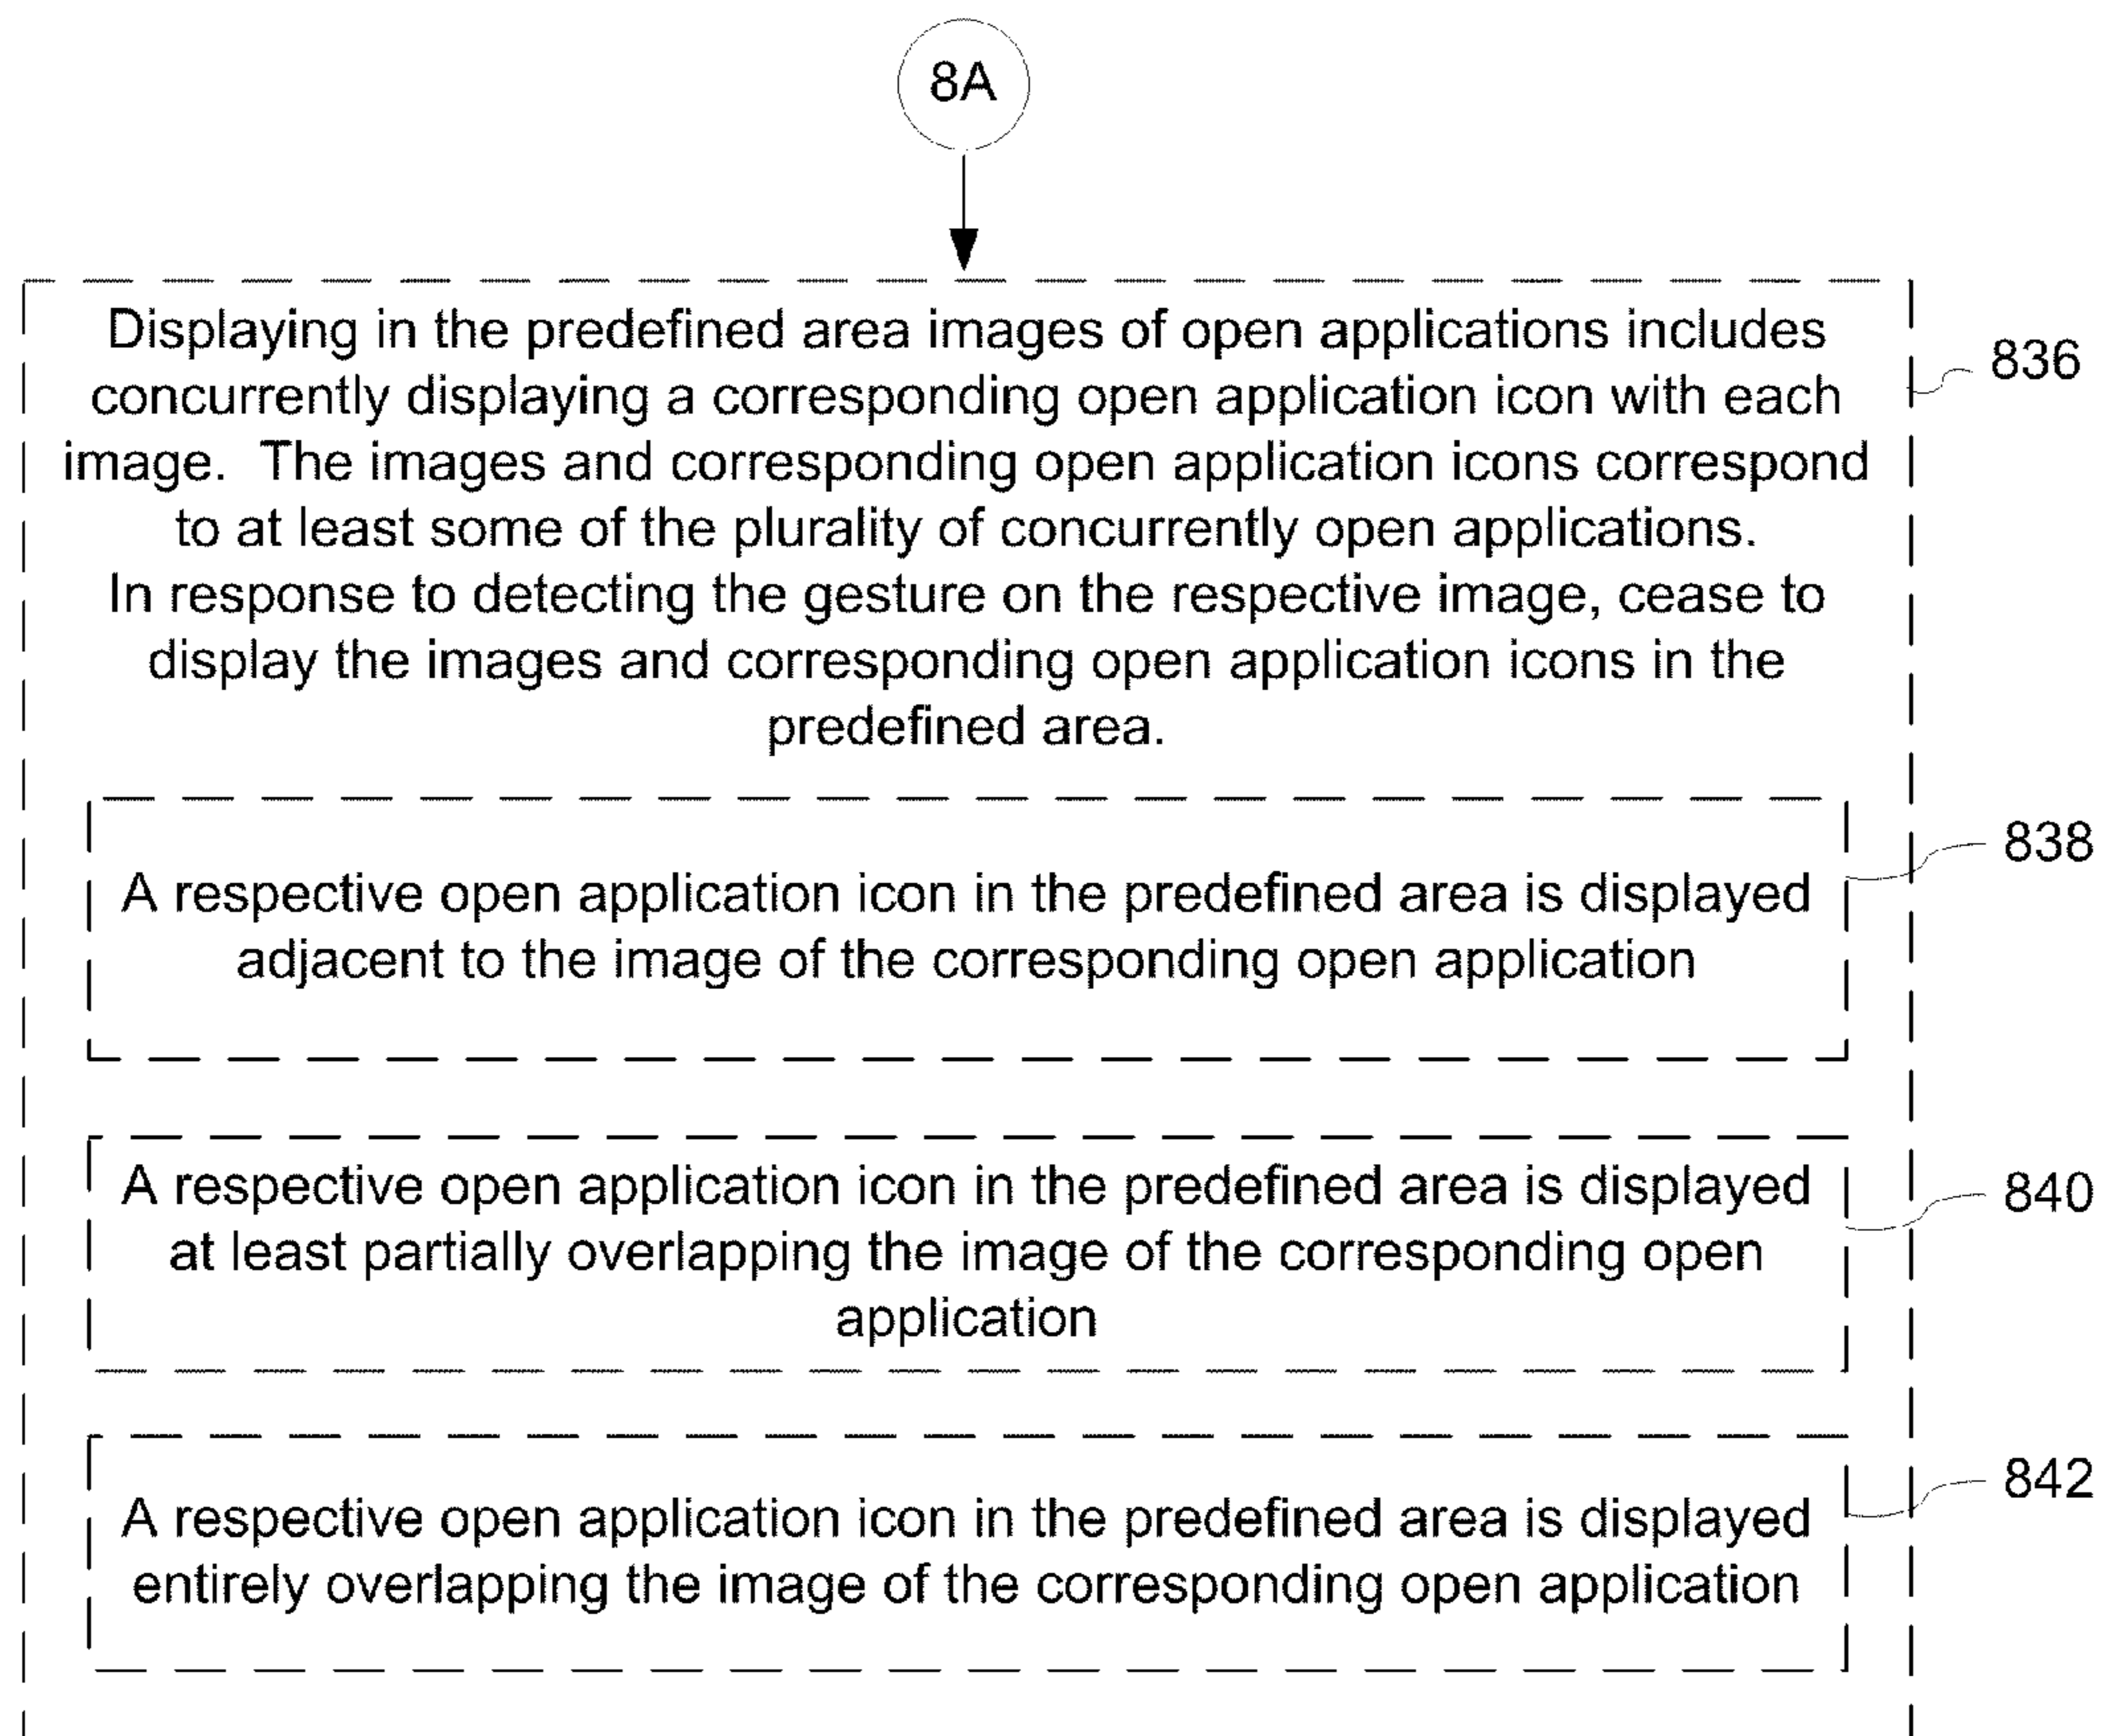 8A
Displaying in the predefined area images of open applications includes
concurrently displaying a corresponding open application icon with each
image.  The images and corresponding open application icons correspond
to at least some of the plurality of concurrently open applications.
In response to detecting the gesture on the respective image, cease to
display the images and corresponding open application icons in the
predefined area.
836
A respective open application icon in the predefined area is displayed
adjacent to the image of the corresponding open application
838
A respective open application icon in the predefined area is displayed
at least partially overlapping the image of the corresponding open
application
840
A respective open application icon in the predefined area is displayed
entirely overlapping the image of the corresponding open application
842